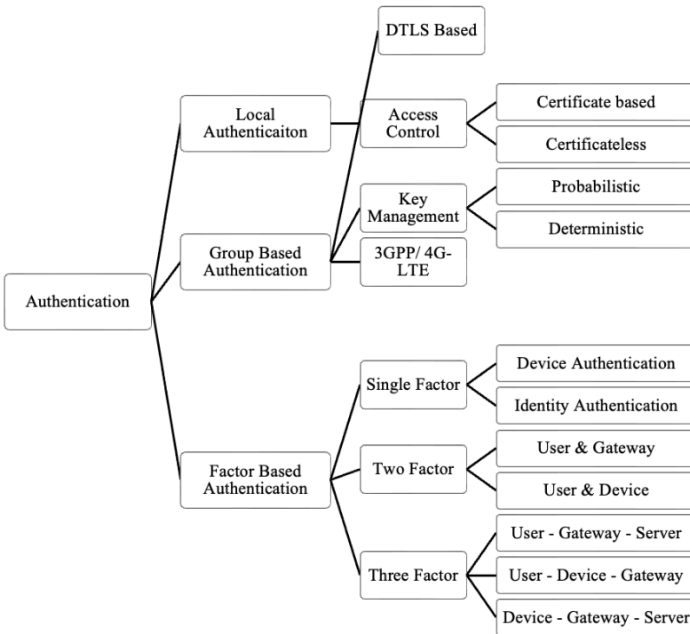 DTLS Based
Local
Authenticaiton
Access
Control
Certificate based
Certificateless
Group Based
Authentication
Key
Management
Probabilistic
Deterministic
3GPP/ 4G-
LTE
Authentication
Factor Based
Authentication
Single Factor
Device Authentication
Identity Authentication
Two Factor
User & Gateway
User & Device
Three Factor
User - Gateway - Server
User - Device - Gateway
Device - Gateway - Server